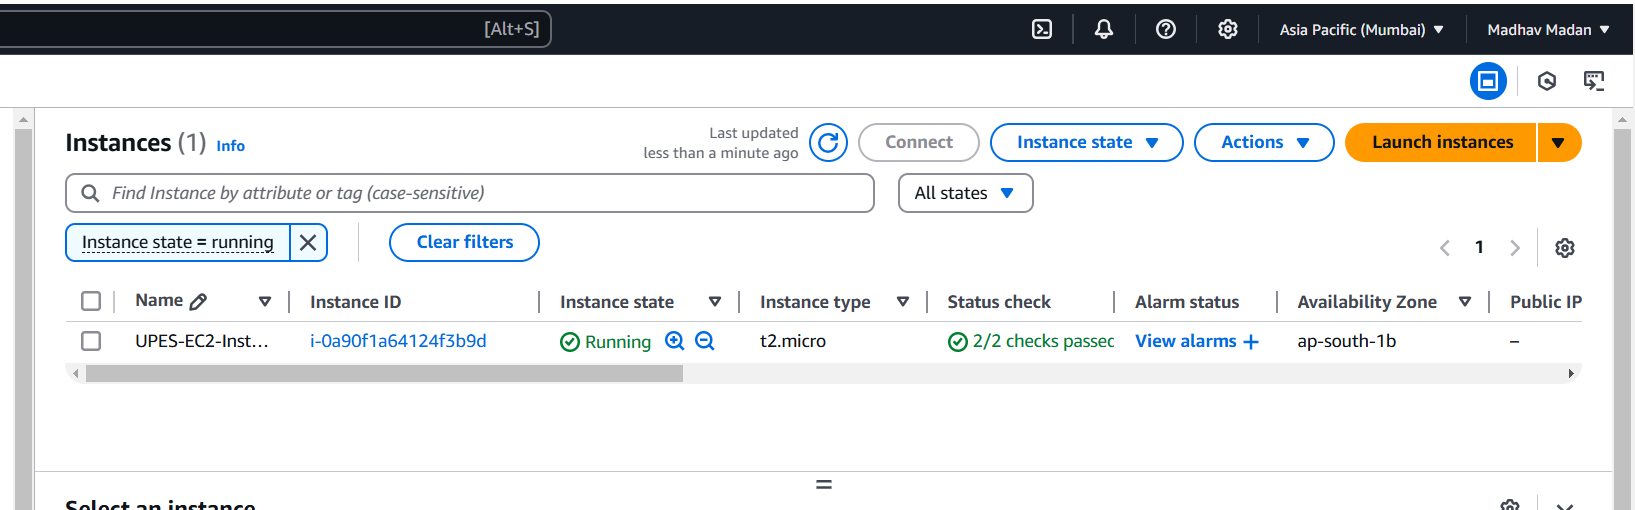 [Alt+S] Asia Pacific (Mumbai) Madhav Madan
Instances (1) Info Last updated less than a minute ago Connect Instance state Actions Launch instances
Find Instance by attribute or tag (case-sensitive) All states
Instance state = running Clear filters 1
Name Instance ID Instance state Instance type Status check Alarm status Availability Zone Public IP
UPES-EC2-Inst... i-0a90f1a64124f3b9d Running t2.micro 2/2 checks passed View alarms + ap-south-1b –
Select an instance